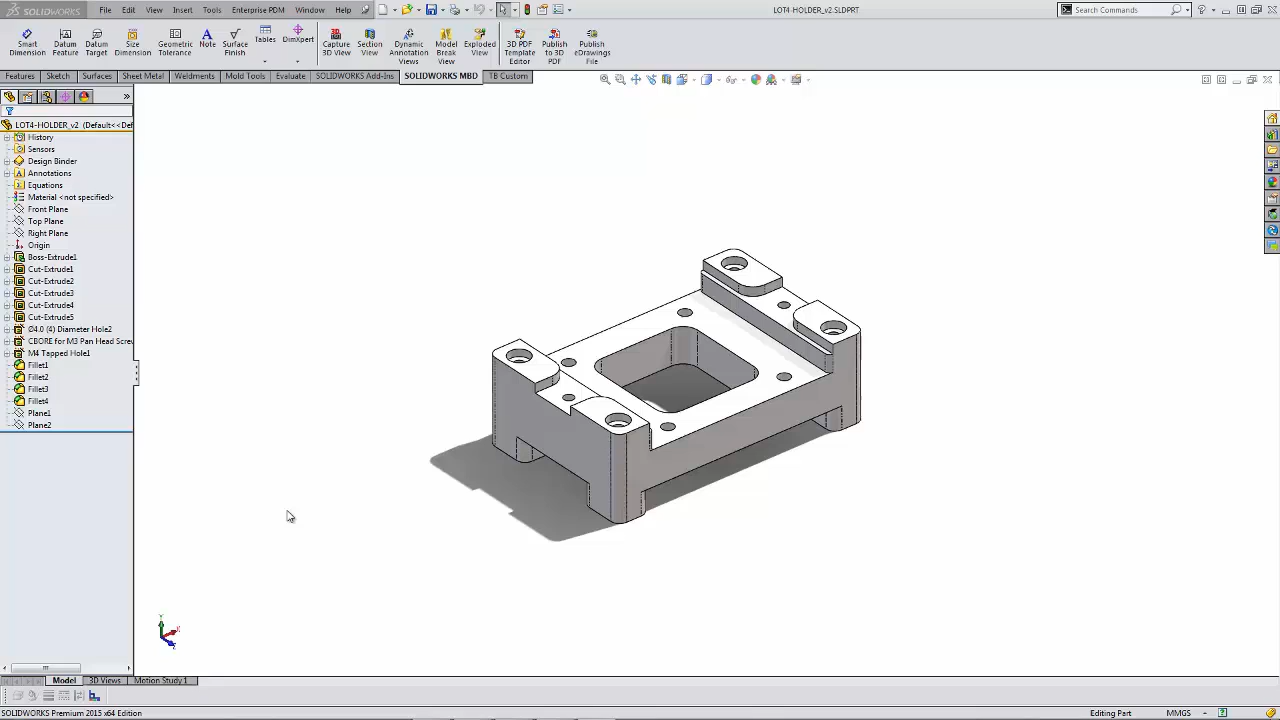 SOLIDWORKS File Edit View Insert Tools Enterprise PDM Window Help LOT4-HOLDER_v2.SLDPRT Search Commands
Smart Dimension
Datum Feature
Datum Target
Size Dimension
Geometric Tolerance
Note
Surface Finish
Tables
DimXpert
Capture 3D View
Section View
Dynamic Annotation Views
Model Break View
Exploded View
3D PDF Template Editor
Publish to 3D PDF
Publish eDrawings File
Features Sketch Surfaces Sheet Metal Weldments Mold Tools Evaluate SOLIDWORKS Add-Ins SOLIDWORKS MBD TB Custom
LOT4-HOLDER_v2 (Default<<Def
History
Sensors
Design Binder
Annotations
Equations
Material <not specified>
Front Plane
Top Plane
Right Plane
Origin
Boss-Extrude1
Cut-Extrude1
Cut-Extrude2
Cut-Extrude3
Cut-Extrude4
Cut-Extrude5
Ø4.0 (4) Diameter Hole2
CBORE for M3 Pan Head Screw
M4 Tapped Hole1
Fillet1
Fillet2
Fillet3
Fillet4
Plane1
Plane2
Model 3D Views Motion Study 1
SOLIDWORKS Premium 2015 x64 Edition Editing Part MMGS